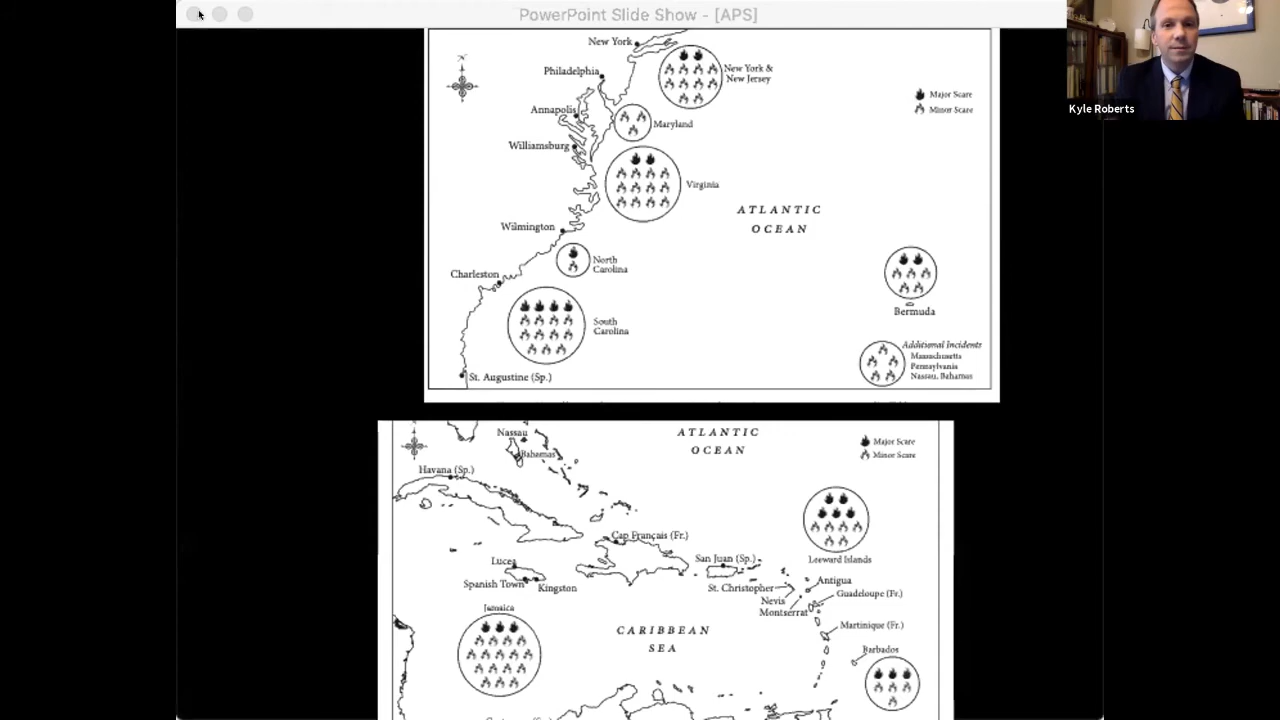 PowerPoint Slide Show - [APS]
Kyle Roberts
New York
New York &
New Jersey
Philadelphia
Major Scare
Minor Scare
Annapolis
Maryland
Williamsburg
Virginia
ATLANTIC
OCEAN
Wilmington
North
Carolina
Charleston
Bermuda
South
Carolina
Additional Incidents
Massachusetts
Pennsylvania
Nassau, Bahamas
St. Augustine (Sp.)
Nassau
Bahamas
ATLANTIC
OCEAN
Major Scare
Minor Scare
Havana (Sp.)
Cap Français (Fr.)
Leeward Islands
Lucea
San Juan (Sp.)
Spanish Town
Kingston
St. Christopher
Antigua
Nevis
Guadeloupe (Fr.)
Montserrat
Jamaica
CARIBBEAN
SEA
Martinique (Fr.)
Barbados